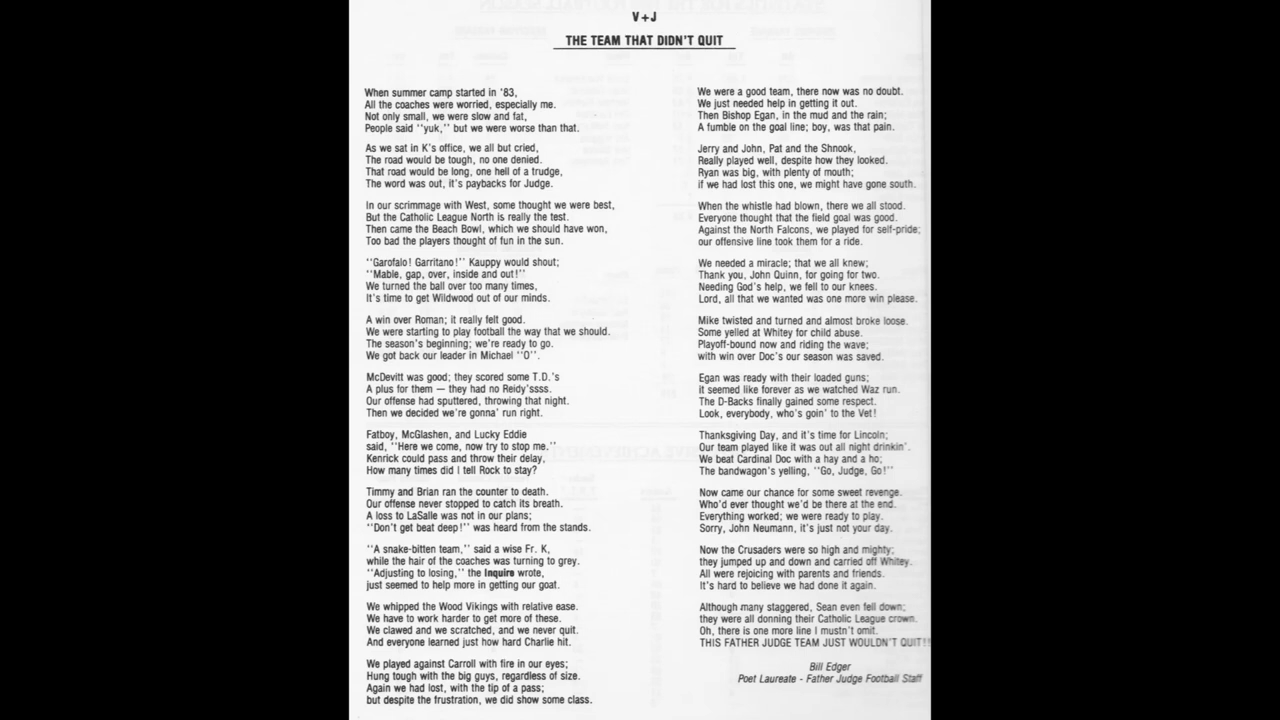 V+J
THE TEAM THAT DIDN'T QUIT
When summer camp started in '83,
All the coaches were worried, especially me.
Not only small, we were slow and fat,
People said "yuk," but we were worse than that.
As we sat in K's office, we all but cried,
The road would be tough, no one denied.
That road would be long, one hell of a trudge,
The word was out, it's paybacks for Judge.
In our scrimmage with West, some thought we were best,
But the Catholic League North is really the test.
Then came the Beach Bowl, which we should have won,
Too bad the players thought of fun in the sun.
"Garofalo! Garritano!" Kauppy would shout;
"Mable, gap, over, inside and out!"
We turned the ball over too many times,
It's time to get Wildwood out of our minds.
A win over Roman; it really felt good.
We were starting to play football the way that we should.
The season's beginning; we're ready to go.
We got back our leader in Michael "O".
McDevitt was good; they scored some T.D.'s
A plus for them — they had no Reidy'ssss.
Our offense had sputtered, throwing that night.
Then we decided we're gonna' run right.
Fatboy, McGlashen, and Lucky Eddie
said, "Here we come, now try to stop me."
Kenrick could pass and throw their delay,
How many times did I tell Rock to stay?
Timmy and Brian ran the counter to death.
Our offense never stopped to catch its breath.
A loss to LaSalle was not in our plans;
"Don't get beat deep!" was heard from the stands.
"A snake-bitten team," said a wise Fr. K,
while the hair of the coaches was turning to grey.
"Adjusting to losing," the Inquire wrote,
just seemed to help more in getting our goat.
We whipped the Wood Vikings with relative ease.
We have to work harder to get more of these.
We clawed and we scratched, and we never quit.
And everyone learned just how hard Charlie hit.
We played against Carroll with fire in our eyes;
Hung tough with the big guys, regardless of size.
Again we had lost, with the tip of a pass;
but despite the frustration, we did show some class.
We were a good team, there now was no doubt.
We just needed help in getting it out.
Then Bishop Egan, in the mud and the rain;
A fumble on the goal line; boy, was that pain.
Jerry and John, Pat and the Shnook,
Really played well, despite how they looked.
Ryan was big, with plenty of mouth;
if we had lost this one, we might have gone south.
When the whistle had blown, there we all stood.
Everyone thought that the field goal was good.
Against the North Falcons, we played for self-pride;
our offensive line took them for a ride.
We needed a miracle; that we all knew;
Thank you, John Quinn, for going for two.
Needing God's help, we fell to our knees.
Lord, all that we wanted was one more win please.
Mike twisted and turned and almost broke loose.
Some yelled at Whitey for child abuse.
Playoff-bound now and riding the wave;
with win over Doc's our season was saved.
Egan was ready with their loaded guns;
it seemed like forever as we watched Waz run.
The D-Backs finally gained some respect.
Look, everybody, who's goin' to the Vet!
Thanksgiving Day, and it's time for Lincoln;
Our team played like it was out all night drinkin'.
We beat Cardinal Doc with a hay and a ho;
The bandwagon's yelling, "Go, Judge, Go!"
Now came our chance for some sweet revenge.
Who'd ever thought we'd be there at the end.
Everything worked; we were ready to play.
Sorry, John Neumann, it's just not your day.
Now the Crusaders were so high and mighty;
they jumped up and down and carried off Whitey.
All were rejoicing with parents and friends.
It's hard to believe we had done it again.
Although many staggered, Sean even fell down;
they were all donning their Catholic League crown.
Oh, there is one more line I mustn't omit.
THIS FATHER JUDGE TEAM JUST WOULDN'T QUIT!!
Bill Edger
Poet Laureate - Father Judge Football Staff